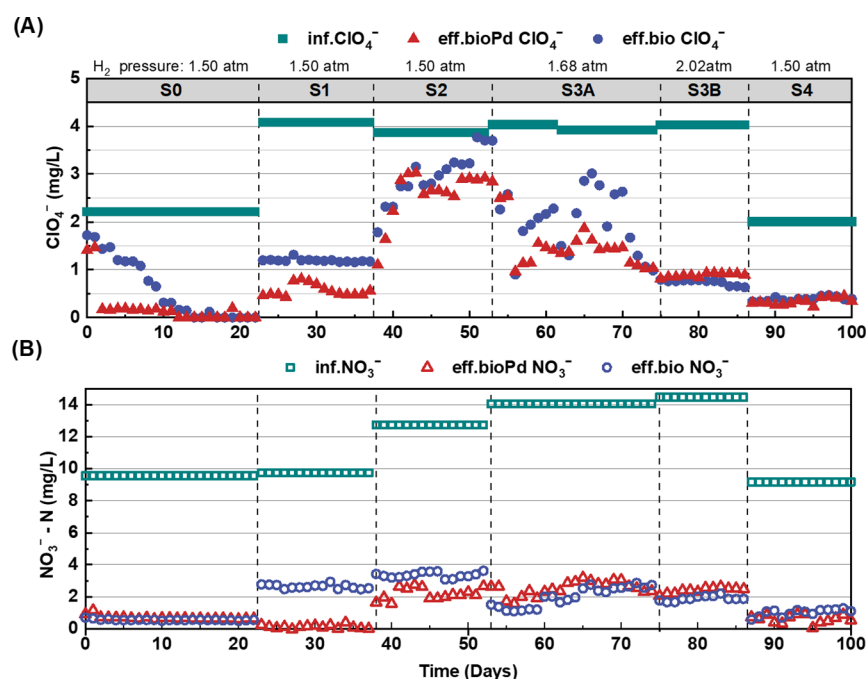 (A)
inf.ClO₄⁻ eff.bioPd ClO₄⁻ eff.bio ClO₄⁻
H₂ pressure: 1.50 atm 1.50 atm 1.50 atm 1.68 atm 2.02atm 1.50 atm
S0 S1 S2 S3A S3B S4
ClO₄⁻ (mg/L)
5
4
3
2
1
0
0 10 20 30 40 50 60 70 80 90 100
(B)
inf.NO₃⁻ eff.bioPd NO₃⁻ eff.bio NO₃⁻
NO₃⁻ - N (mg/L)
14
12
10
8
6
4
2
0
0 10 20 30 40 50 60 70 80 90 100
Time (Days)